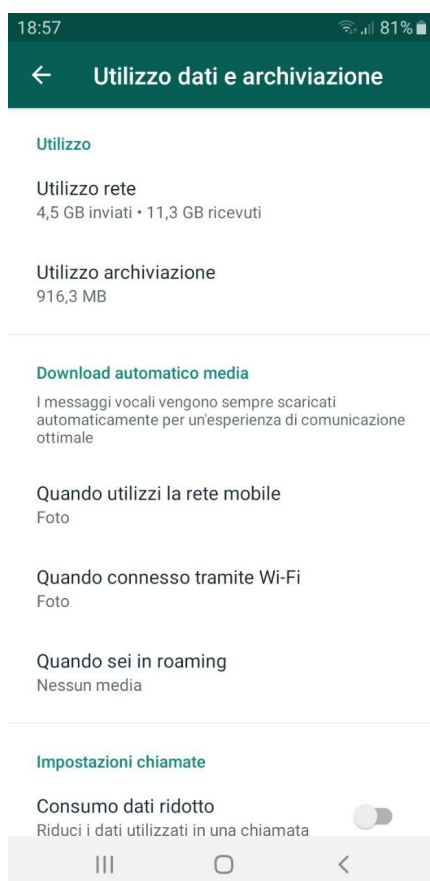 18:57 81%
Utilizzo dati e archiviazione
Utilizzo
Utilizzo rete
4,5 GB inviati • 11,3 GB ricevuti
Utilizzo archiviazione
916,3 MB
Download automatico media
I messaggi vocali vengono sempre scaricati
automaticamente per un'esperienza di comunicazione
ottimale
Quando utilizzi la rete mobile
Foto
Quando connesso tramite Wi-Fi
Foto
Quando sei in roaming
Nessun media
Impostazioni chiamate
Consumo dati ridotto
Riduci i dati utilizzati in una chiamata